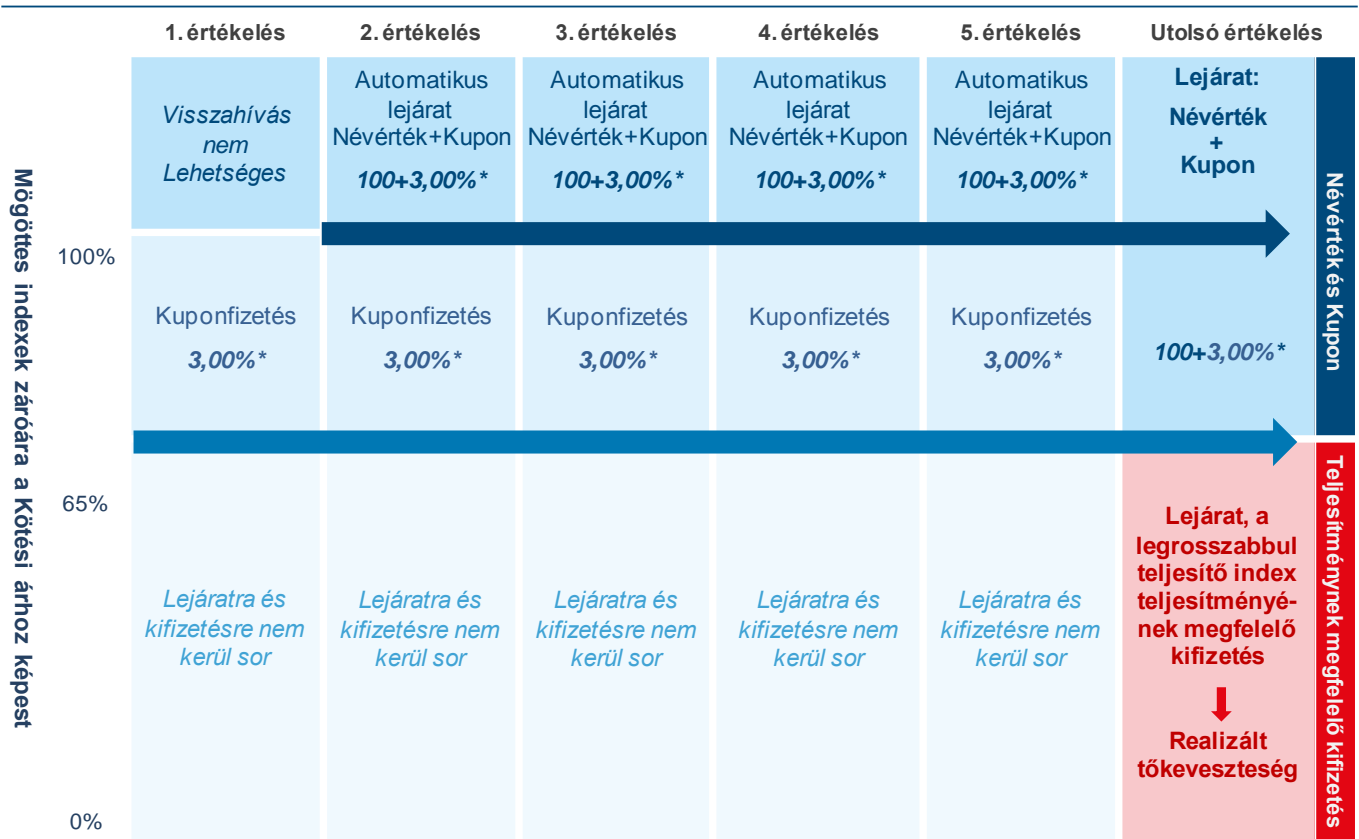 1. értékelés
2. értékelés
3. értékelés
4. értékelés
5. értékelés
Utolsó értékelés
Mögöttes indexek záróára a Kötési árhoz képest
100%
65%
0%
Visszahívás
nem
Lehetséges
Automatikus
lejárat
Névérték+Kupon
100+3,00%*
Automatikus
lejárat
Névérték+Kupon
100+3,00%*
Automatikus
lejárat
Névérték+Kupon
100+3,00%*
Automatikus
lejárat
Névérték+Kupon
100+3,00%*
Lejárat:
Névérték
+
Kupon
Kuponfizetés
3,00%*
Kuponfizetés
3,00%*
Kuponfizetés
3,00%*
Kuponfizetés
3,00%*
Kuponfizetés
3,00%*
100+3,00%*
Névérték és Kupon
Lejáratra és
kifizetésre nem
kerül sor
Lejáratra és
kifizetésre nem
kerül sor
Lejáratra és
kifizetésre nem
kerül sor
Lejáratra és
kifizetésre nem
kerül sor
Lejáratra és
kifizetésre nem
kerül sor
Lejárat, a
legrosszabbul
teljesítő index
teljesítményé-
nek megfelelő
kifizetés
Realizált
tőkeveszteség
Teljesítménynek megfelelő kifizetés